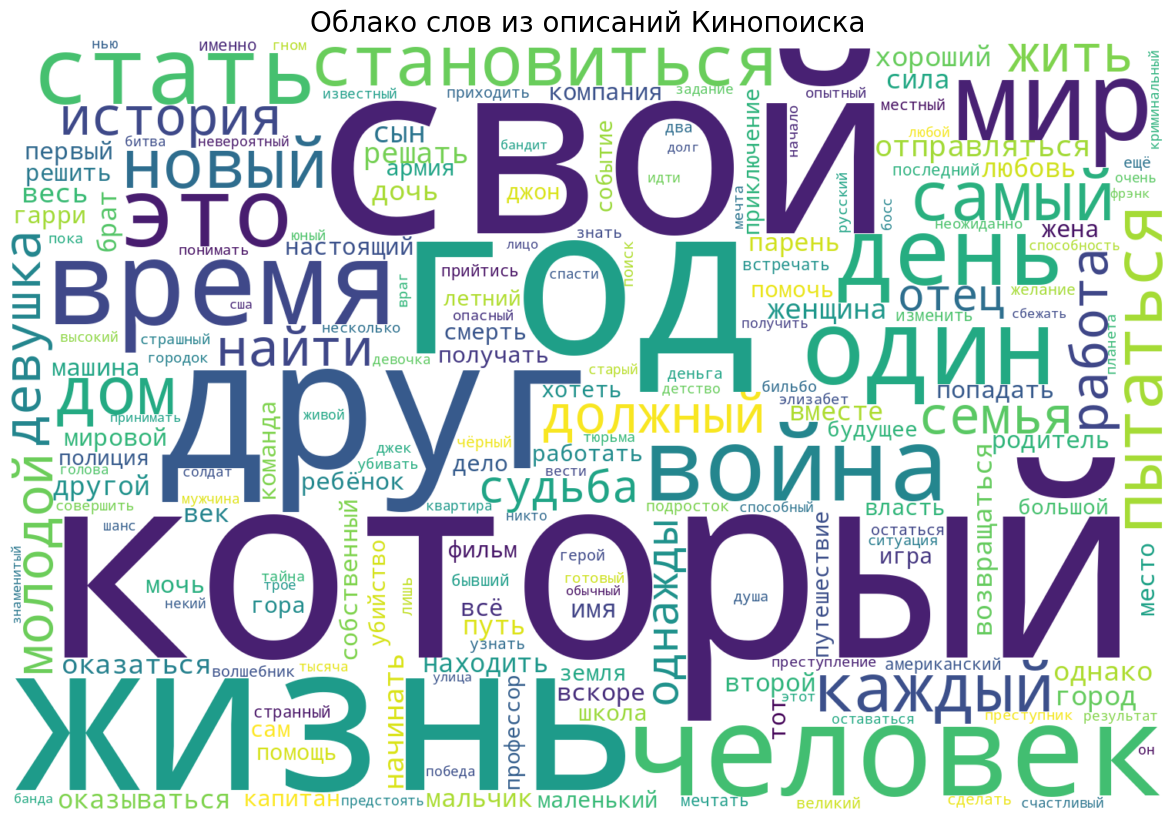 Облако слов из описаний Кинопоиска
нью
именно
гном
стать
становиться
хороший
жить
криминальный
известный
приходить
компания
задание
опытный
сила
местный
мир
история
битва
невероятный
сын
решать
армия
дочь
бандит
джон
событие
два
долг
идти
приключение
начало
любой
отправляться
последний
любовь
ещё
очень
фрэнк
первый
решить
весь
гарри
пока
брат
новый
это
понимать
юный
настоящий
свой
лицо
знать
мечта
русский
босс
самый
неожиданно
жена
способность
парень
встречать
помочь
женщина
получить
день
отец
изменить
желание
сбежать
работа
планета
пытаться
девушка
время
сша
враг
прийтись
летний
опасный
смерть
получать
спасти
поиск
год
высокий
страшный
городок
несколько
девочка
найти
машина
дом
принимать
старый
хотеть
деньга
детство
бильбо
элизабет
один
попадать
мировой
полиция
голова
другой
совершить
солдат
мужчина
век
команда
живой
джек
убивать
ребёнок
друг
чёрный
дело
вести
тюрьма
работать
должный
вместе
будущее
семья
родитель
судьба
квартира
никто
война
подросток
способный
власть
большой
молодой
шанс
знаменитый
который
мочь
некий
тайна
трое
гора
собственный
убийство
лишь
фильм
бывший
всё
путь
узнать
герой
готовый
обычный
имя
однажды
душа
путешествие
остаться
ситуация
игра
возвращаться
место
оказаться
волшебник
тысяча
находить
улица
земля
вскоре
школа
преступление
американский
второй
этот
тот
каждый
однако
город
жизнь
странный
сам
помощь
начинать
победа
профессор
человек
оставаться
преступник
результат
он
банда
оказываться
капитан
предстоять
мальчик
маленький
мечтать
великий
сделать
счастливый